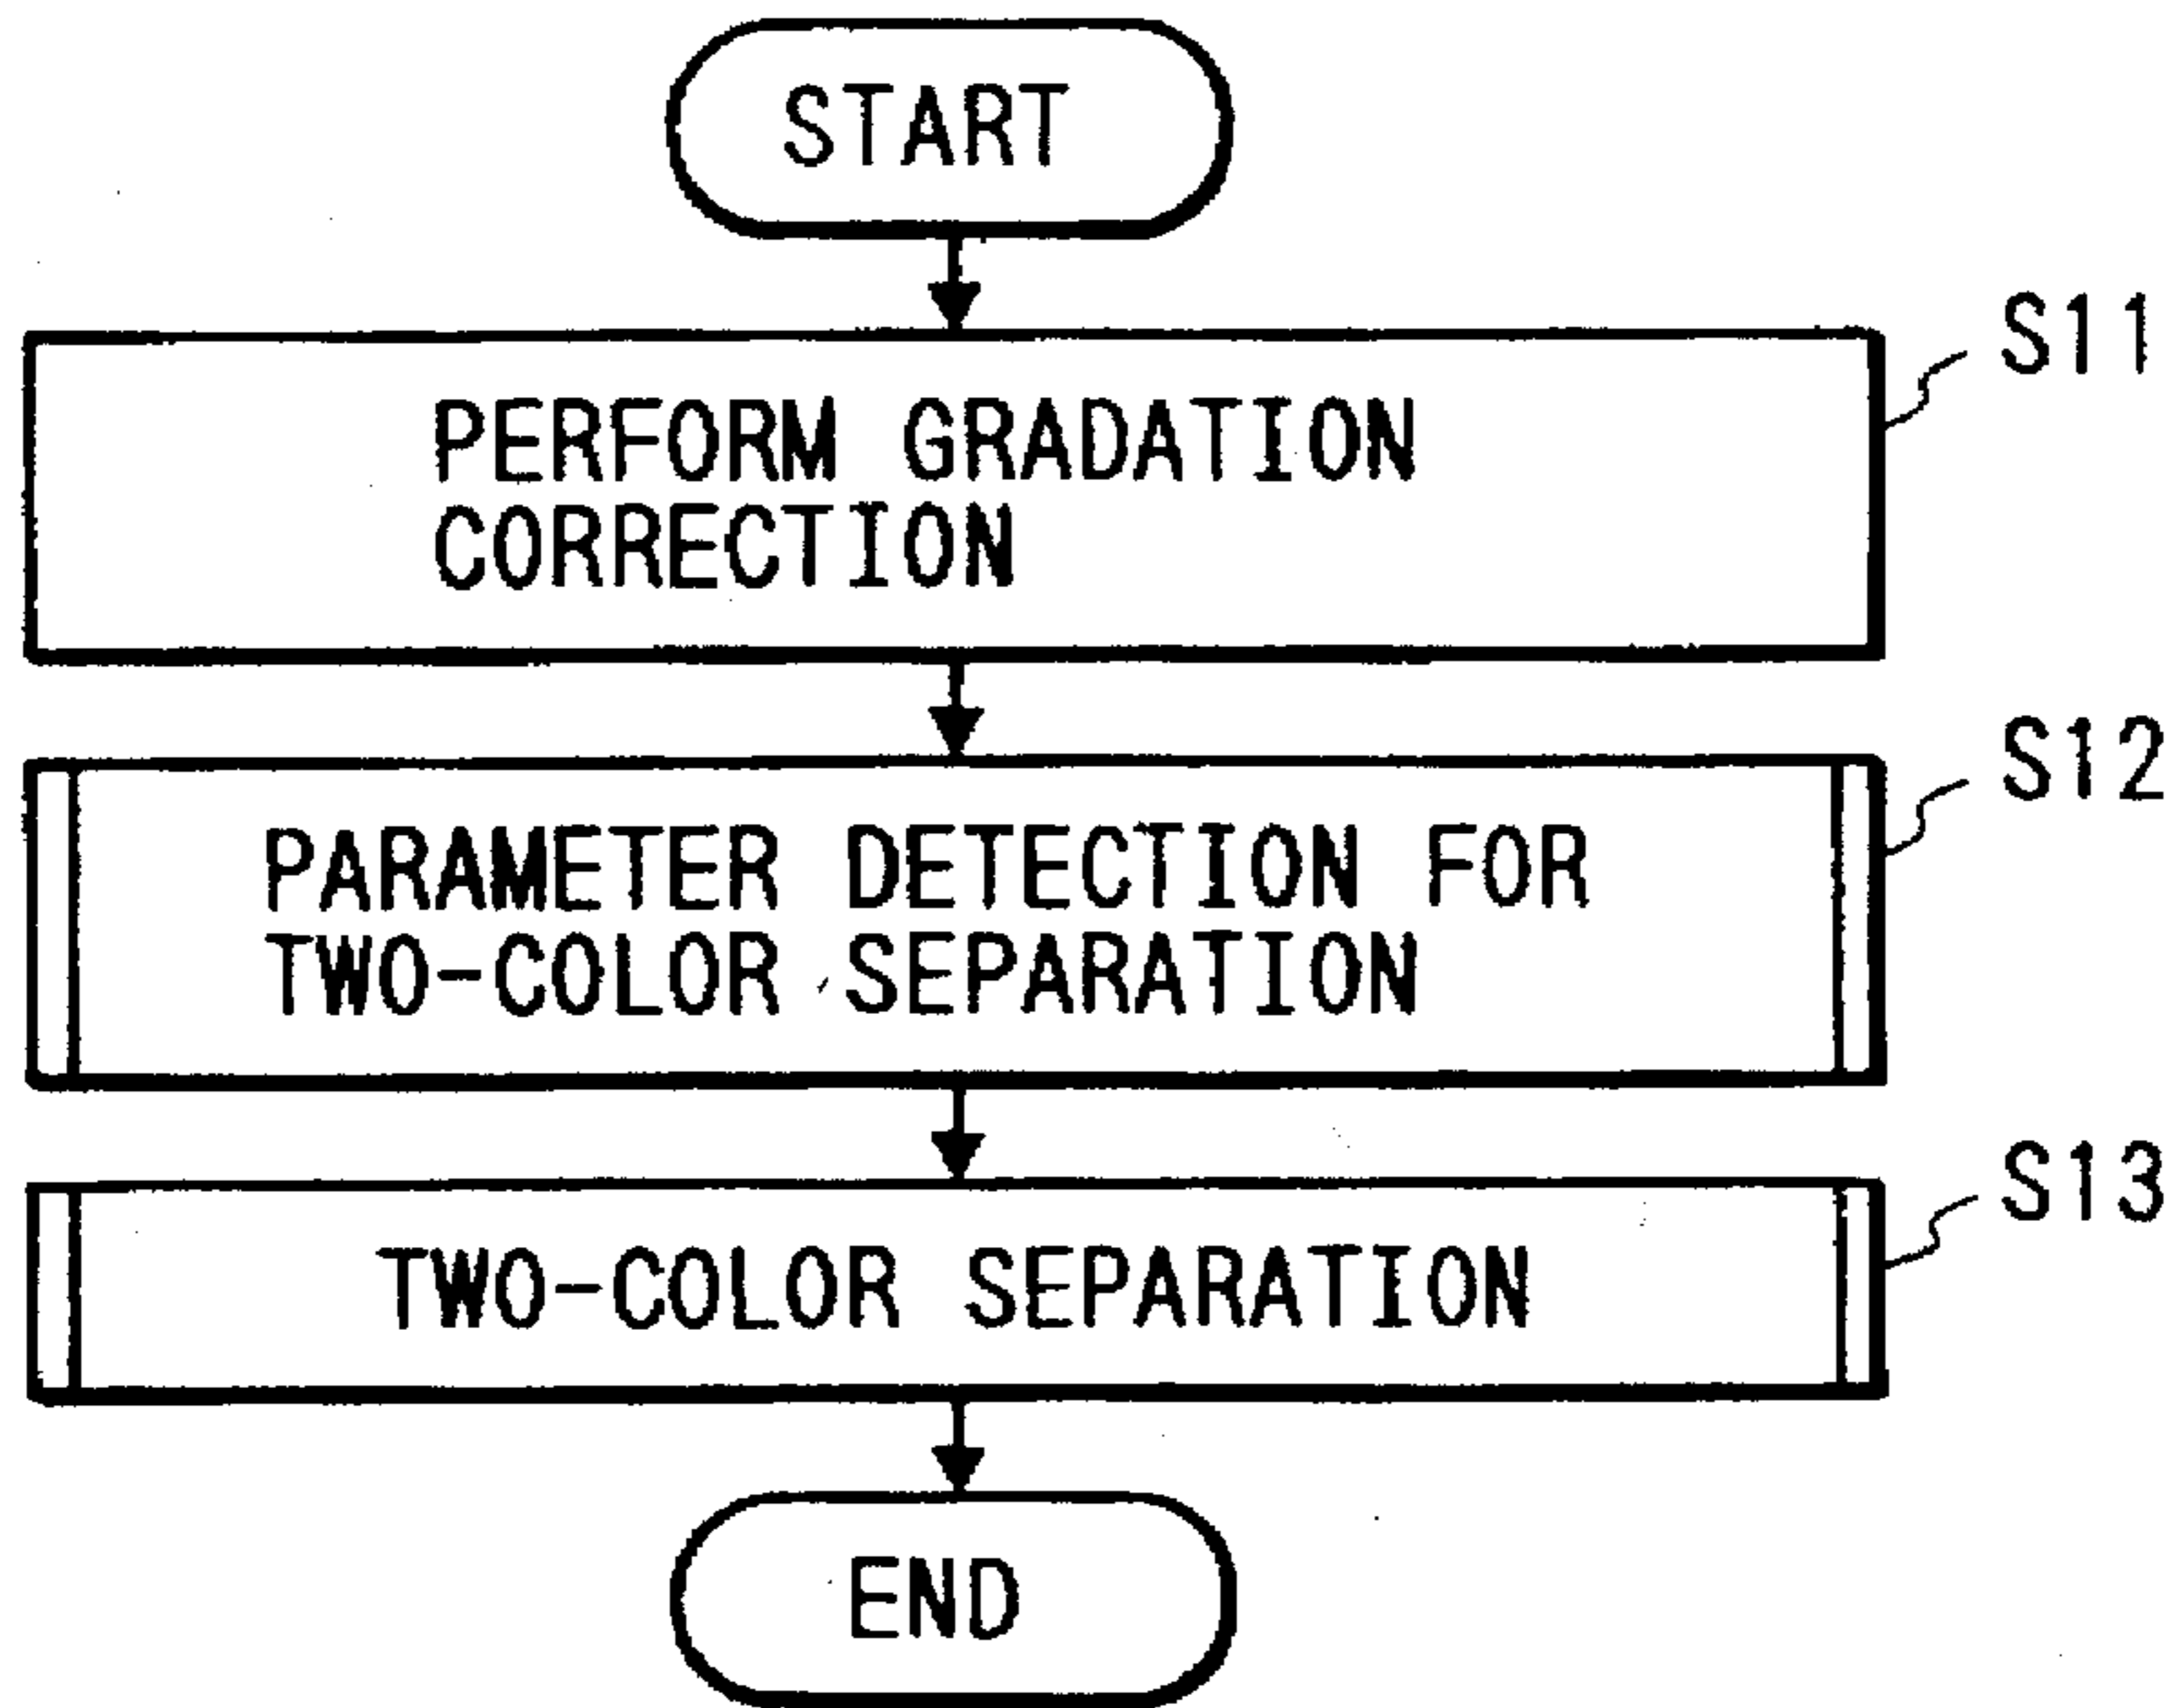 START
S11
PERFORM GRADATION
CORRECTION
S12
PARAMETER DETECTION FOR
TWO-COLOR SEPARATION
S13
TWO-COLOR SEPARATION
END